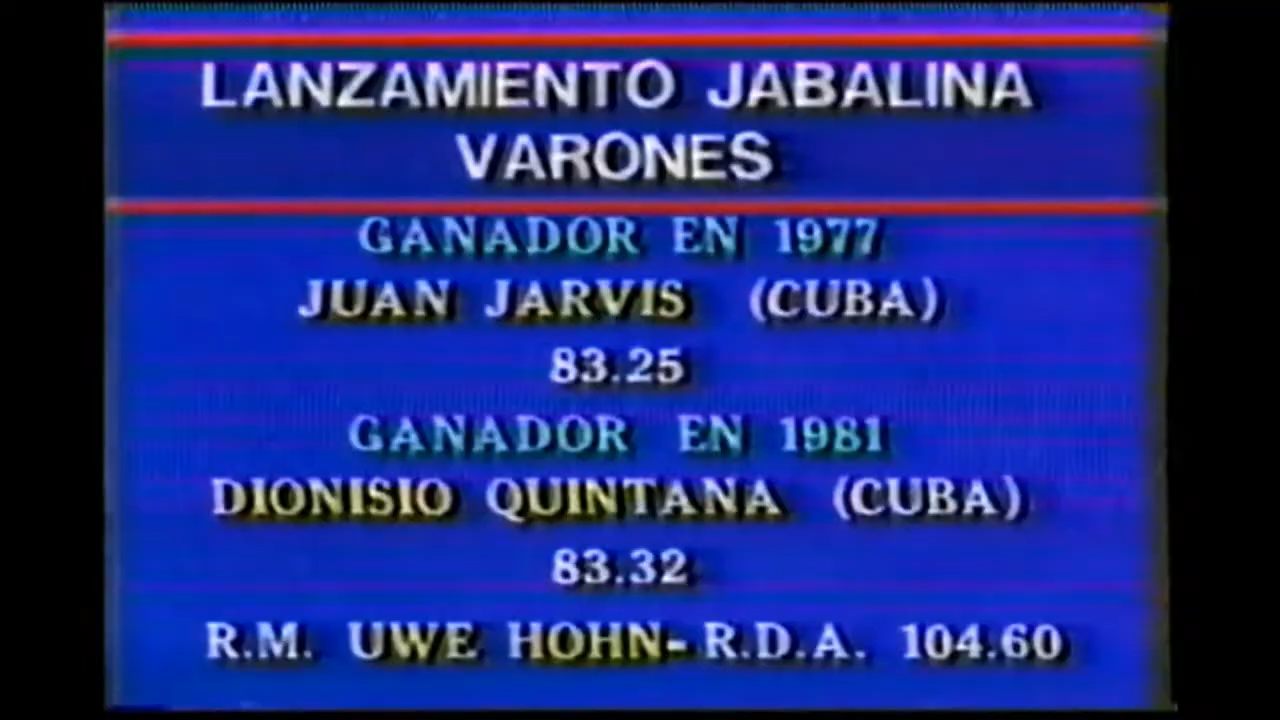 LANZAMIENTO JABALINA
VARONES
GANADOR EN 1977
JUAN JARVIS (CUBA)
83.25
GANADOR EN 1981
DIONISIO QUINTANA (CUBA)
83.32
R.M. UWE HOHN- R.D.A. 104.60